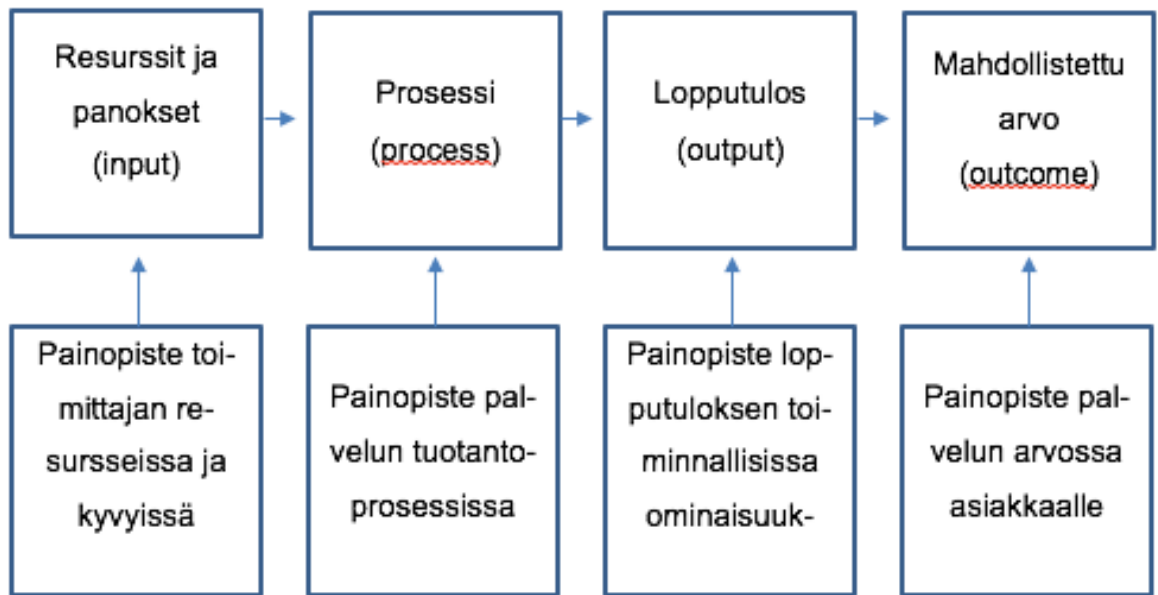 Resurssit ja
panokset
(input)
Prosessi
(process)
Lopputulos
(output)
Mahdollistettu
arvo
(outcome)
Painopiste toi-
mittajan re-
sursseissa ja
kyvyissä
Painopiste pal-
velun tuotanto-
prosessissa
Painopiste lop-
putuloksen toi-
minnallisissa
ominaisuuk-
Painopiste pal-
velun arvossa
asiakkaalle